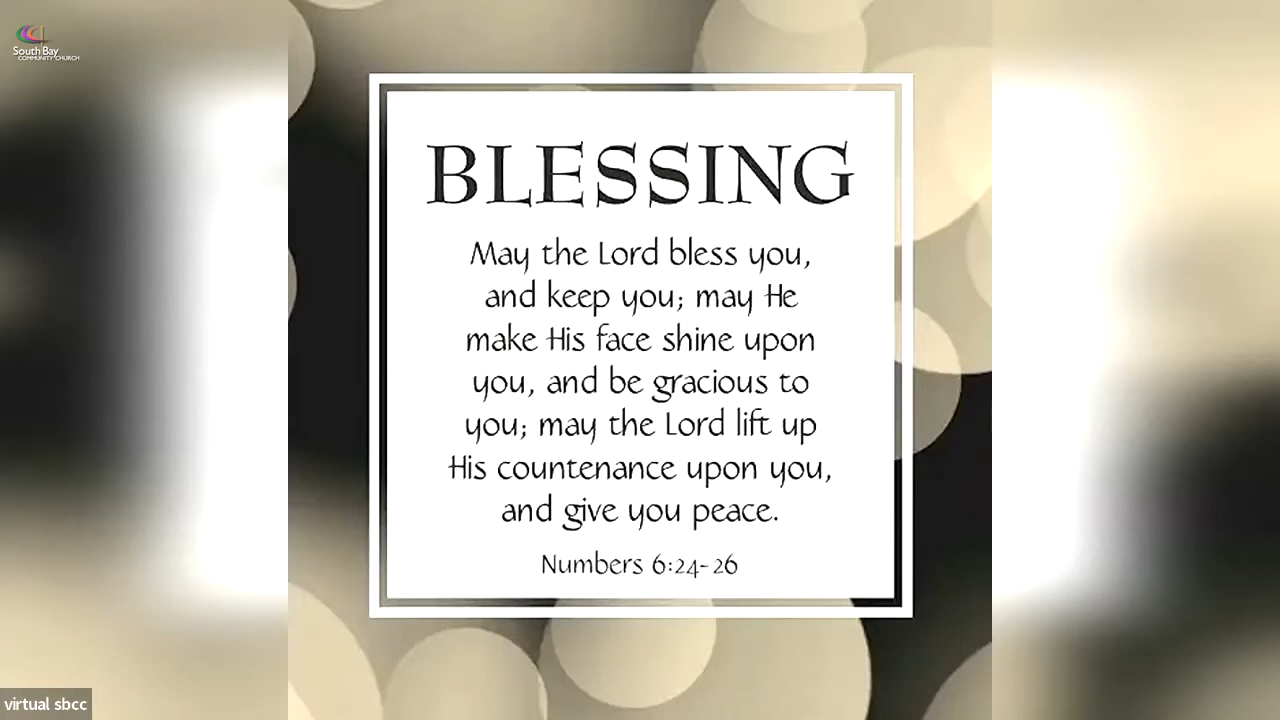 South Bay
COMMUNITY CHURCH
BLESSING
May the Lord bless you,
and keep you; may He
make His face shine upon
you, and be gracious to
you; may the Lord lift up
His countenance upon you,
and give you peace.
Numbers 6:24-26
virtual sbcc